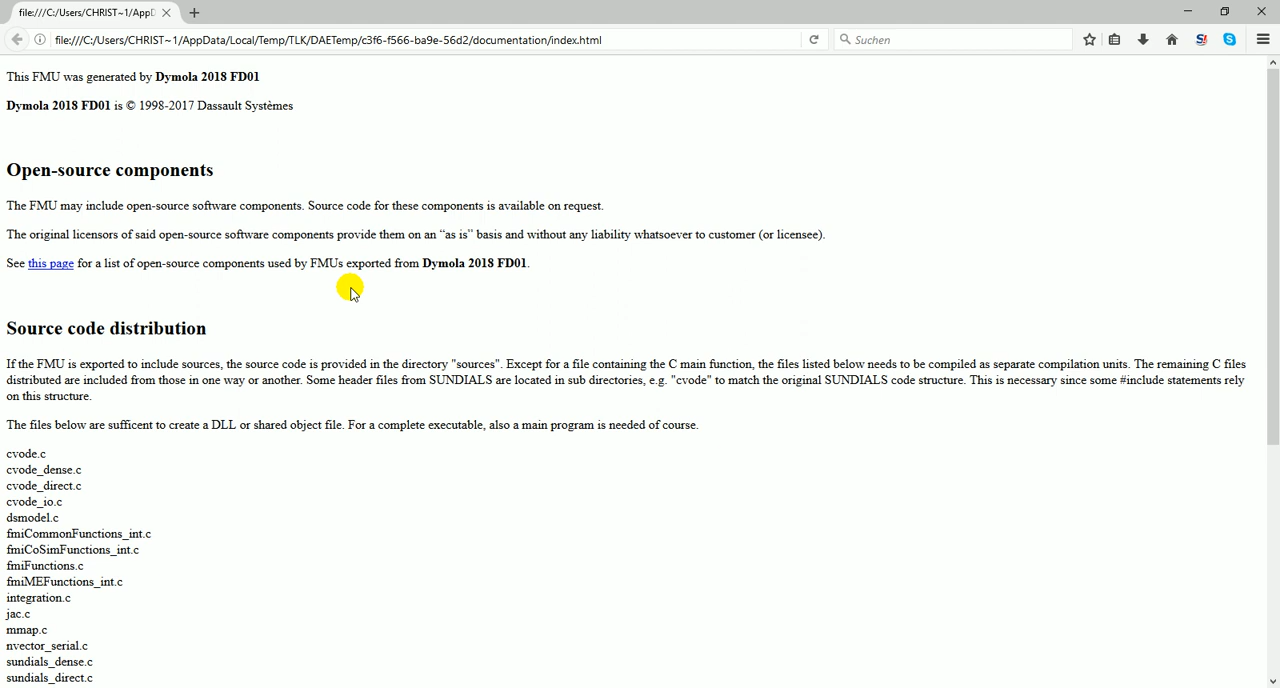 file:///C:/Users/CHRIST~1/AppD
file:///C:/Users/CHRIST~1/AppData/Local/Temp/TLK/DAETemp/c3f6-f566-ba9e-56d2/documentation/index.html
Suchen
This FMU was generated by Dymola 2018 FD01
Dymola 2018 FD01 is © 1998-2017 Dassault Systèmes
Open-source components
The FMU may include open-source software components. Source code for these components is available on request.
The original licensors of said open-source software components provide them on an “as is” basis and without any liability whatsoever to customer (or licensee).
See this page for a list of open-source components used by FMUs exported from Dymola 2018 FD01.
Source code distribution
If the FMU is exported to include sources, the source code is provided in the directory "sources". Except for a file containing the C main function, the files listed below needs to be compiled as separate compilation units. The remaining C files
distributed are included from those in one way or another. Some header files from SUNDIALS are located in sub directories, e.g. "cvode" to match the original SUNDIALS code structure. This is necessary since some #include statements rely
on this structure.
The files below are sufficent to create a DLL or shared object file. For a complete executable, also a main program is needed of course.
cvode.c
cvode_dense.c
cvode_direct.c
cvode_io.c
dsmodel.c
fmiCommonFunctions_int.c
fmiCoSimFunctions_int.c
fmiFunctions.c
fmiMEFunctions_int.c
integration.c
jac.c
mmap.c
nvector_serial.c
sundials_dense.c
sundials_direct.c